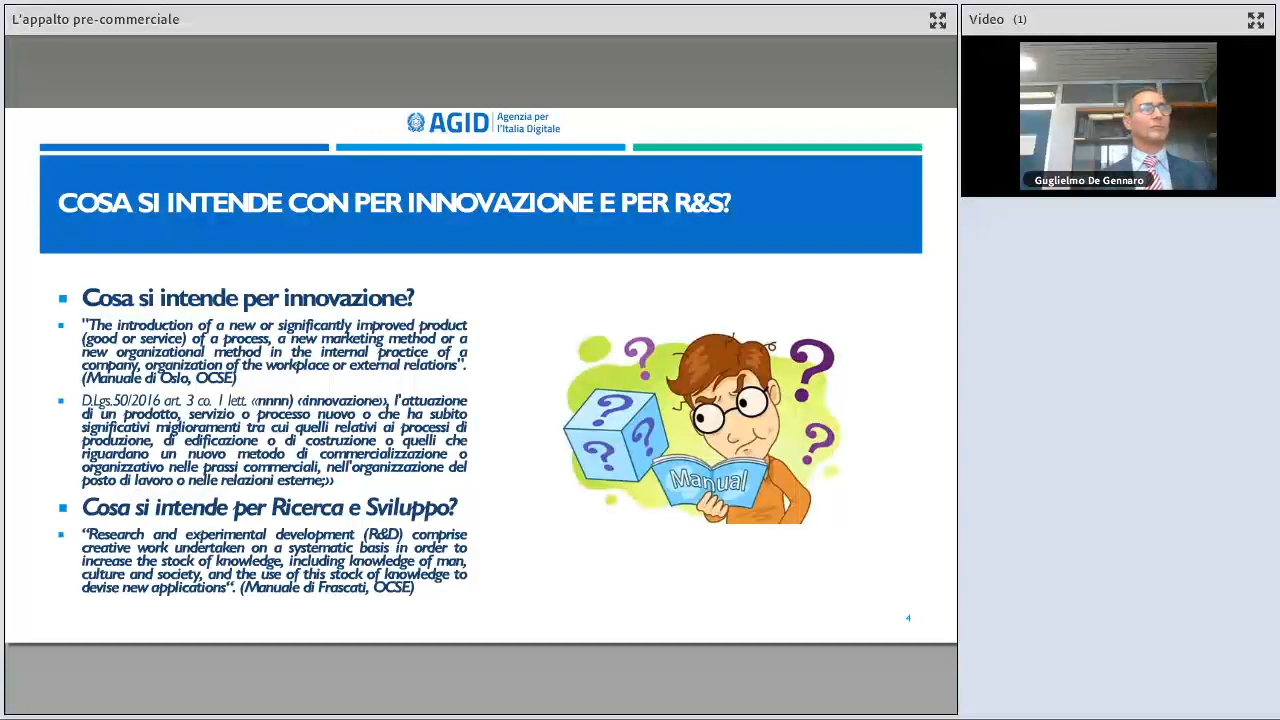 L'appalto pre-commerciale
Video (1)
AGID Agenzia per
l'Italia Digitale
Guglielmo De Gennaro
COSA SI INTENDE CON PER INNOVAZIONE E PER R&S?
Cosa si intende per innovazione?
"The introduction of a new or significantly improved product
(good or service) of a process, a new marketing method or a
new organizational method in the internal practice of a
company, organization of the workplace or external relations".
(Manuale di Oslo, OCSE)
D.Lgs.50/2016 art. 3 co. 1 lett. «nnnn) «innovazione», l'attuazione
di un prodotto, servizio o processo nuovo o che ha subito
significativi miglioramenti tra cui quelli relativi ai processi di
produzione, di edificazione o di costruzione o quelli che
riguardano un nuovo metodo di commercializzazione o
organizzativo nelle prassi commerciali, nell'organizzazione del
posto di lavoro o nelle relazioni esterne;»
Cosa si intende per Ricerca e Sviluppo?
“Research and experimental development (R&D) comprise
creative work undertaken on a systematic basis in order to
increase the stock of knowledge, including knowledge of man,
culture and society, and the use of this stock of knowledge to
devise new applications“. (Manuale di Frascati, OCSE)
? ?
? ? ? ?
Manual
4